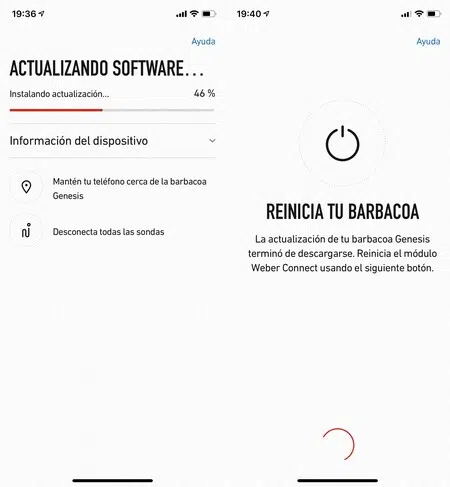 19:36
Ayuda
ACTUALIZANDO SOFTWARE...
Instalando actualización... 46 %
Información del dispositivo
Mantén tu teléfono cerca de la barbacoa
Genesis
Desconecta todas las sondas
19:40
Ayuda
REINICIA TU BARBACOA
La actualización de tu barbacoa Genesis
terminó de descargarse. Reinicia el módulo
Weber Connect usando el siguiente botón.